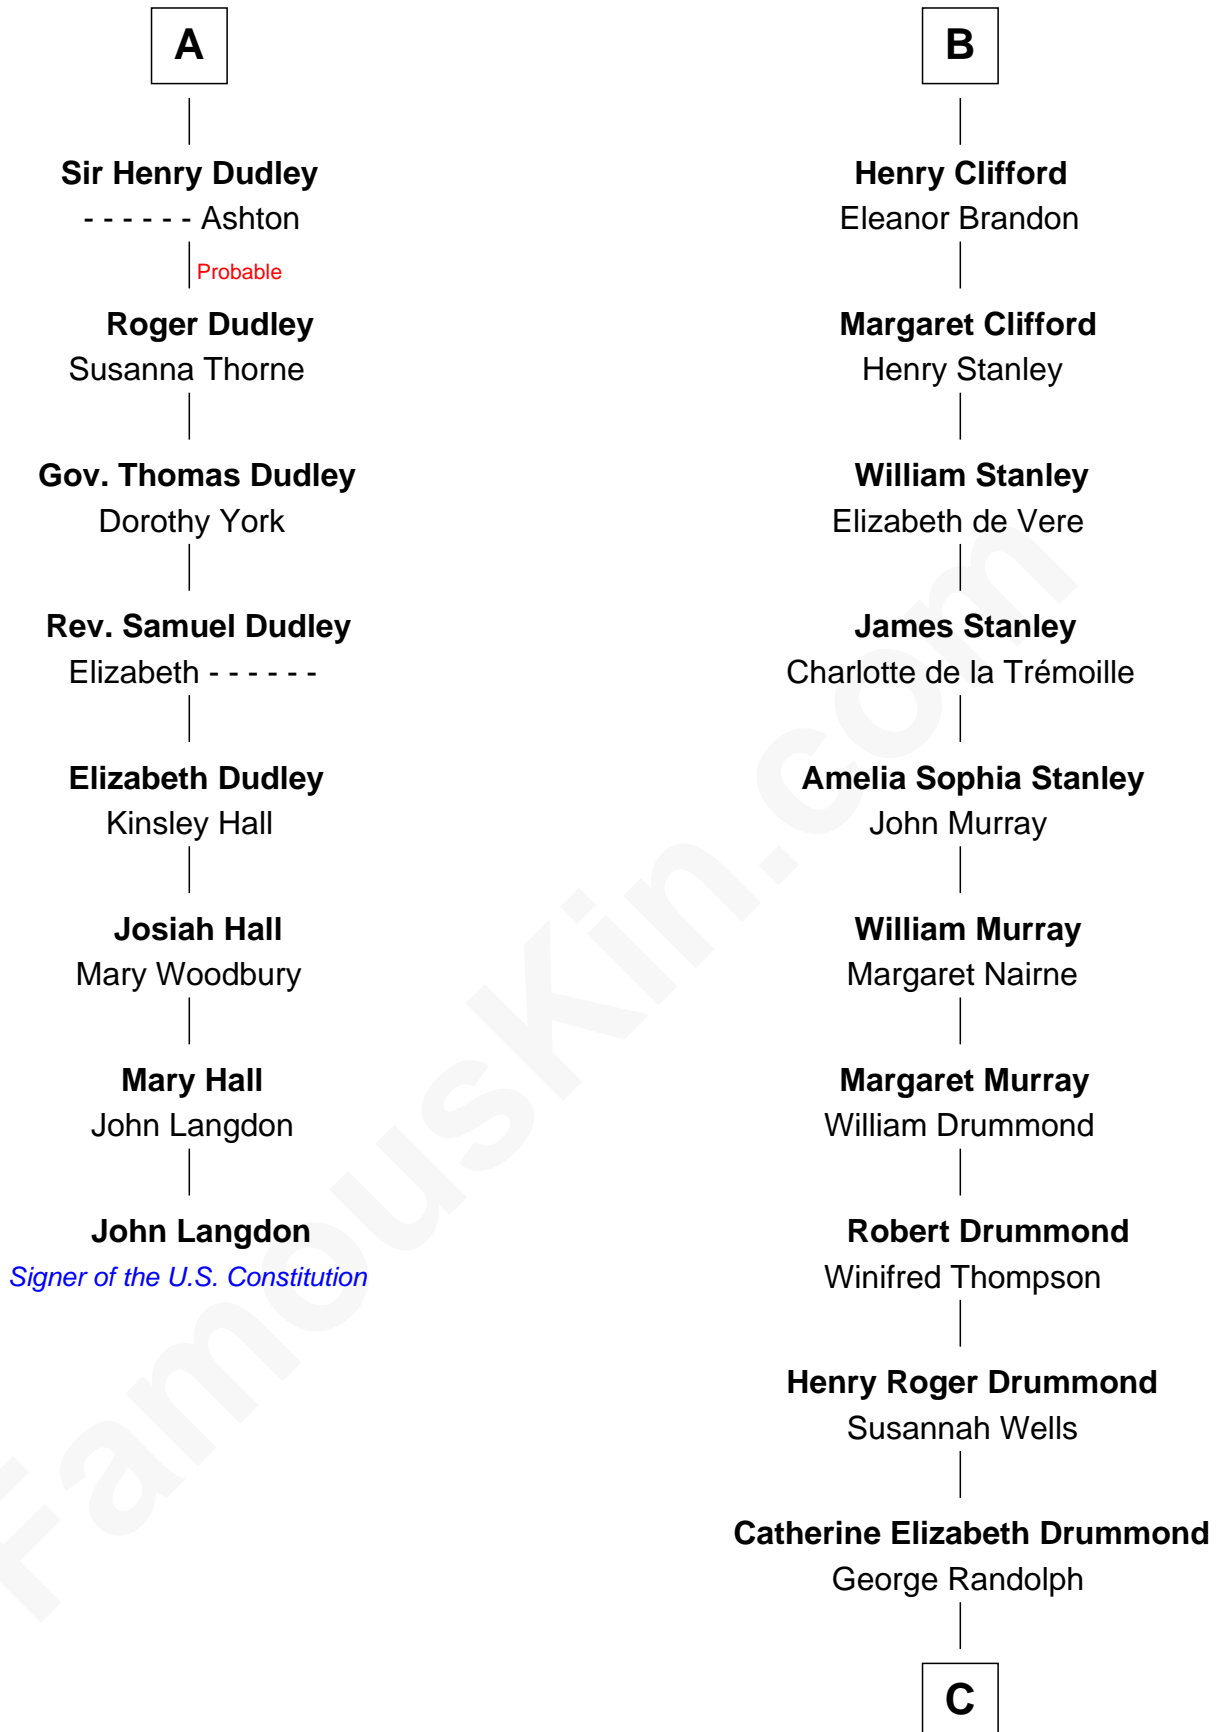 A
Sir Henry Dudley
- - - - - - Ashton
Probable
Roger Dudley
Susanna Thorne
Gov. Thomas Dudley
Dorothy York
Rev. Samuel Dudley
Elizabeth - - - - - -
Elizabeth Dudley
Kinsley Hall
Josiah Hall
Mary Woodbury
Mary Hall
John Langdon
John Langdon
Signer of the U.S. Constitution
B
Henry Clifford
Eleanor Brandon
Margaret Clifford
Henry Stanley
William Stanley
Elizabeth de Vere
James Stanley
Charlotte de la Trémoille
Amelia Sophia Stanley
John Murray
William Murray
Margaret Nairne
Margaret Murray
William Drummond
Robert Drummond
Winifred Thompson
Henry Roger Drummond
Susannah Wells
Catherine Elizabeth Drummond
George Randolph
C
FamousKin.com